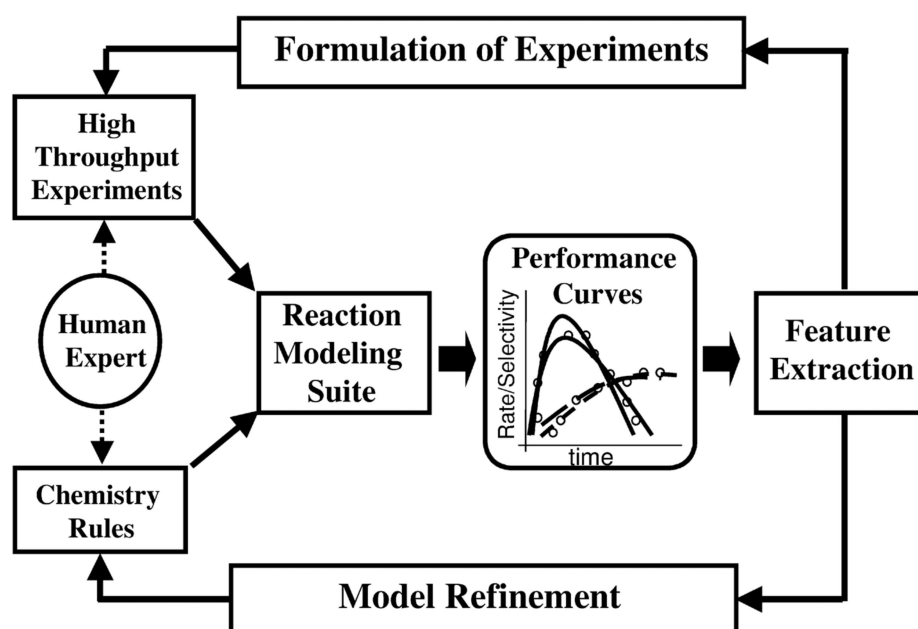 Formulation of Experiments
High
Throughput
Experiments
Human
Expert
Chemistry
Rules
Reaction
Modeling
Suite
Performance
Curves
Rate/Selectivity
time
Feature
Extraction
Model Refinement